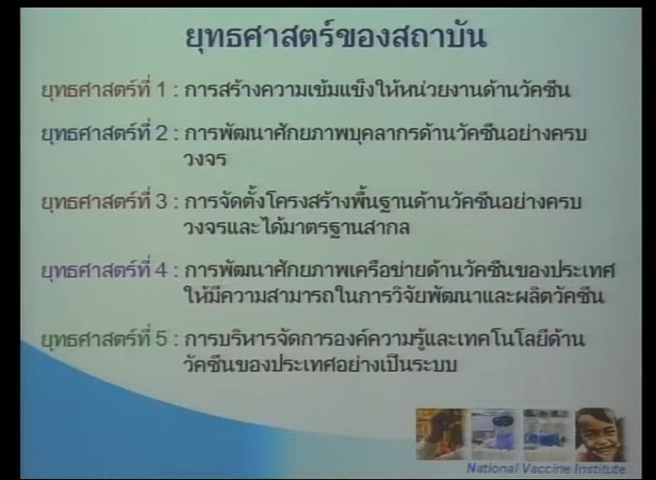 ยุทธศาสตร์ของสถาบัน
ยุทธศาสตร์ที่ 1 : การสร้างความเข้มแข็งให้หน่วยงานด้านวัคซีน
ยุทธศาสตร์ที่ 2 : การพัฒนาศักยภาพบุคลากรด้านวัคซีนอย่างครบ
วงจร
ยุทธศาสตร์ที่ 3 : การจัดตั้งโครงสร้างพื้นฐานด้านวัคซีนอย่างครบ
วงจรและได้มาตรฐานสากล
ยุทธศาสตร์ที่ 4 : การพัฒนาศักยภาพเครือข่ายด้านวัคซีนของประเทศ
ให้มีความสามารถในการวิจัยพัฒนาและผลิตวัคซีน
ยุทธศาสตร์ที่ 5 : การบริหารจัดการองค์ความรู้และเทคโนโลยีด้าน
วัคซีนของประเทศอย่างเป็นระบบ
National Vaccine Institute